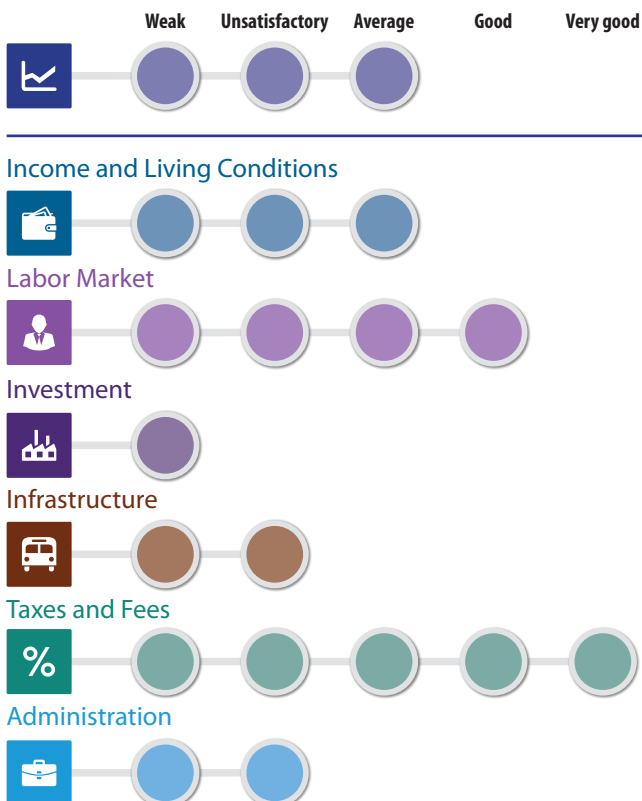 Weak Unsatisfactory Average Good Very good
Income and Living Conditions
Labor Market
Investment
Infrastructure
Taxes and Fees
%
Administration